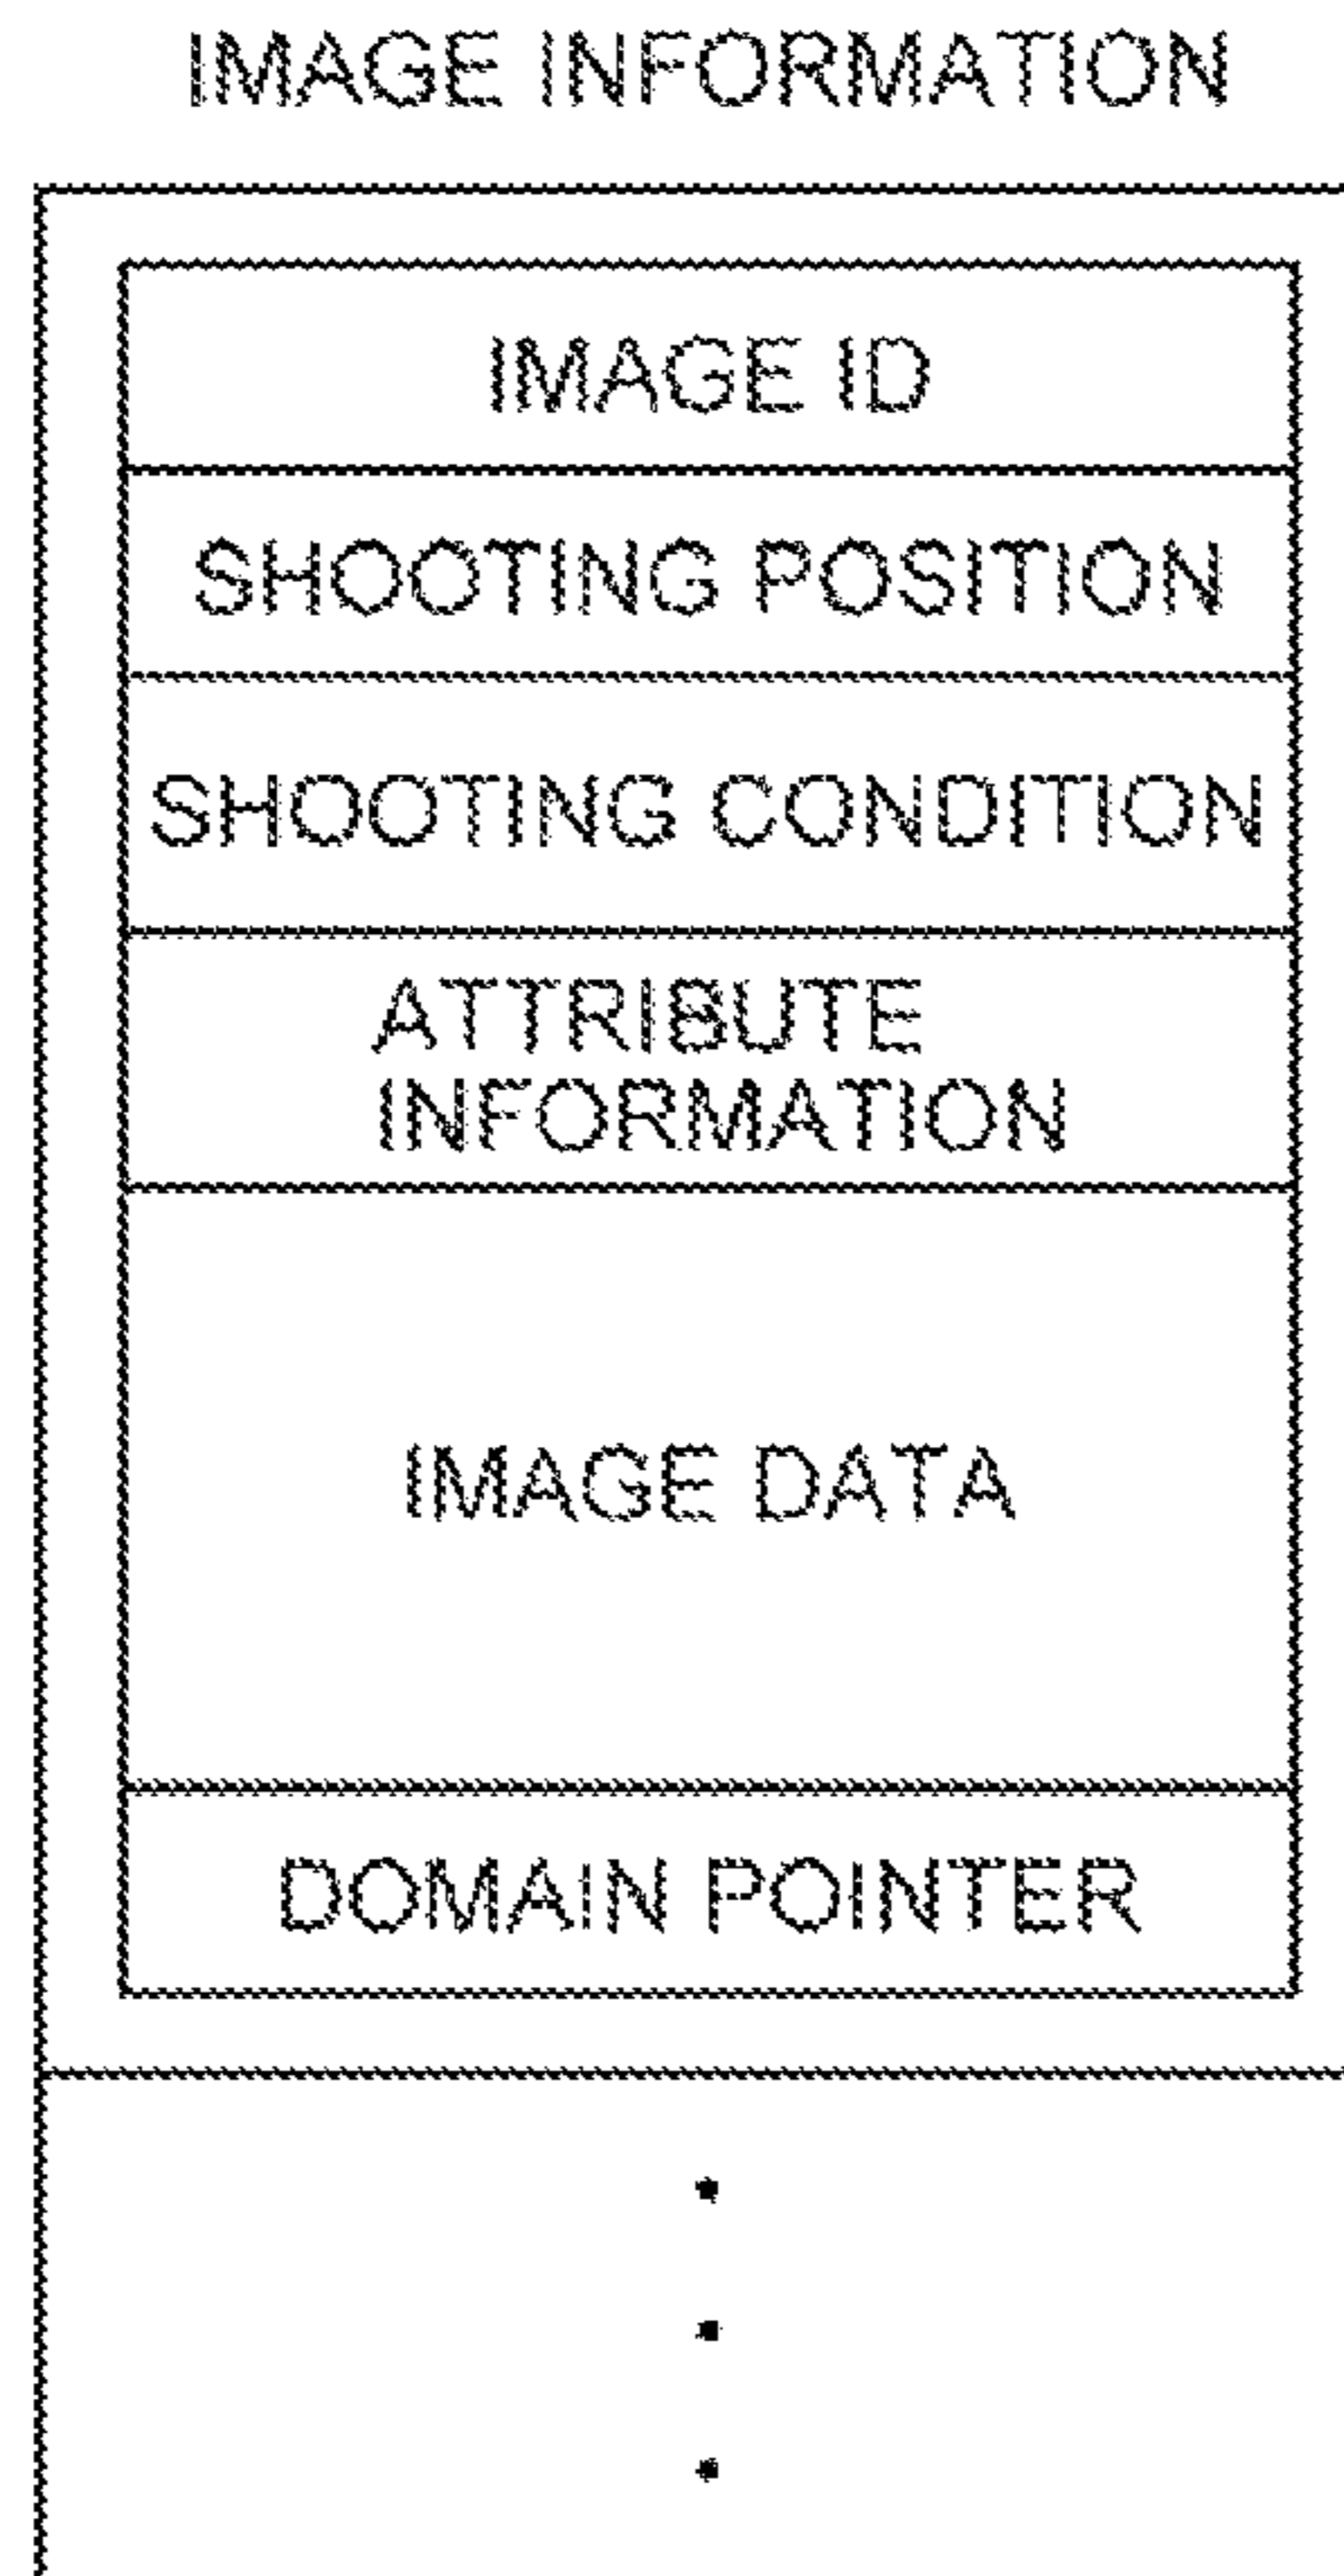 IMAGE INFORMATION
IMAGE ID
SHOOTING POSITION
SHOOTING CONDITION
ATTRIBUTE
INFORMATION
IMAGE DATA
DOMAIN POINTER